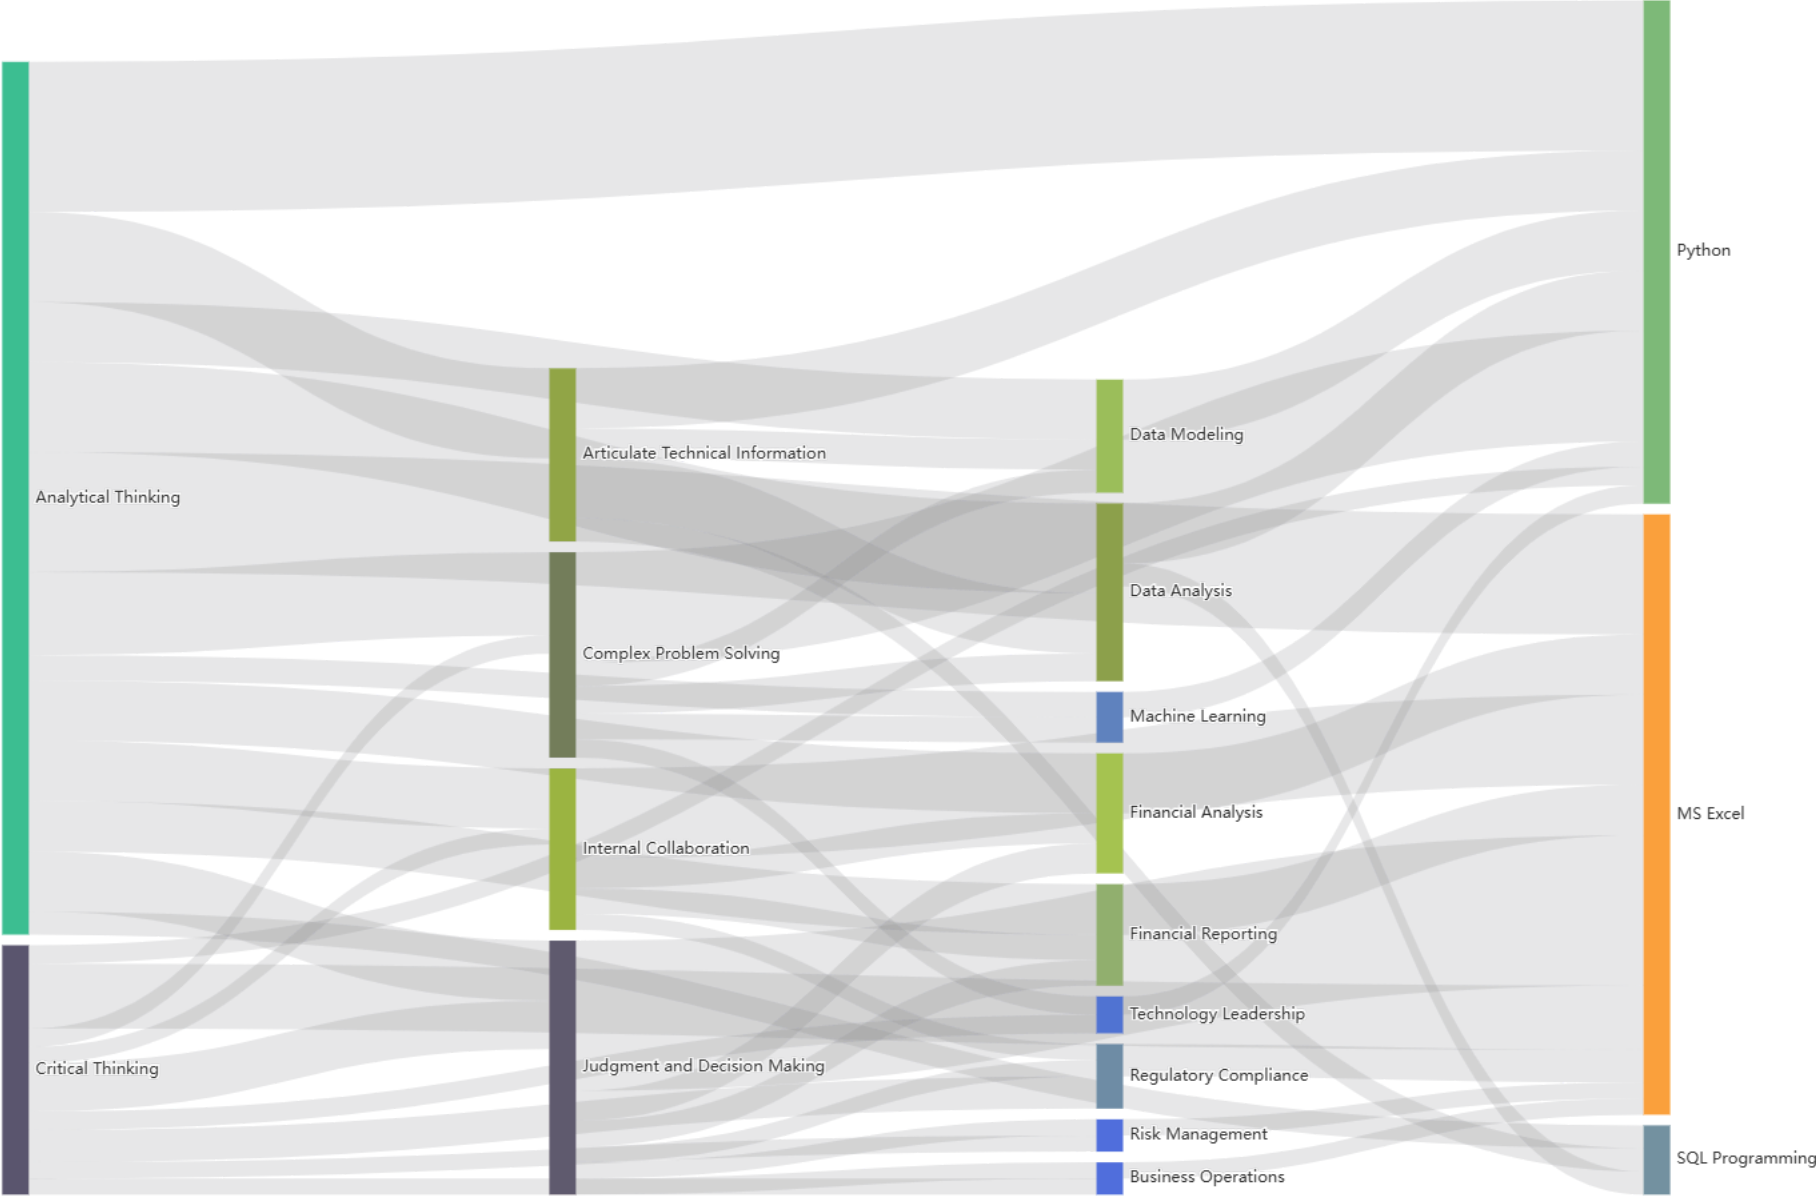 Analytical Thinking
Critical Thinking
Articulate Technical Information
Complex Problem Solving
Internal Collaboration
Judgment and Decision Making
Data Modeling
Data Analysis
Machine Learning
Financial Analysis
Financial Reporting
Technology Leadership
Regulatory Compliance
Risk Management
Business Operations
Python
MS Excel
SQL Programming